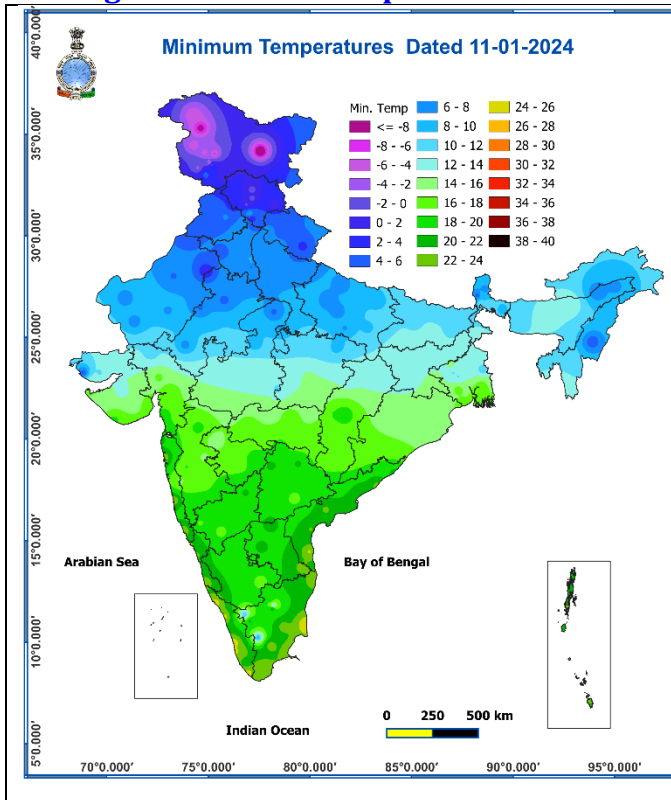 Minimum Temperatures Dated 11-01-2024
Min. Temp
<= -8
-8 - -6
-6 - -4
-4 - -2
-2 - 0
0 - 2
2 - 4
4 - 6
6 - 8
8 - 10
10 - 12
12 - 14
14 - 16
16 - 18
18 - 20
20 - 22
22 - 24
24 - 26
26 - 28
28 - 30
30 - 32
32 - 34
34 - 36
36 - 38
38 - 40
40°0.000'
35°0.000'
30°0.000'
25°0.000'
20°0.000'
15°0.000'
10°0.000'
5°0.000'
Arabian Sea
Bay of Bengal
Indian Ocean
0 250 500 km
70°0.000' 75°0.000' 80°0.000' 85°0.000' 90°0.000' 95°0.000'